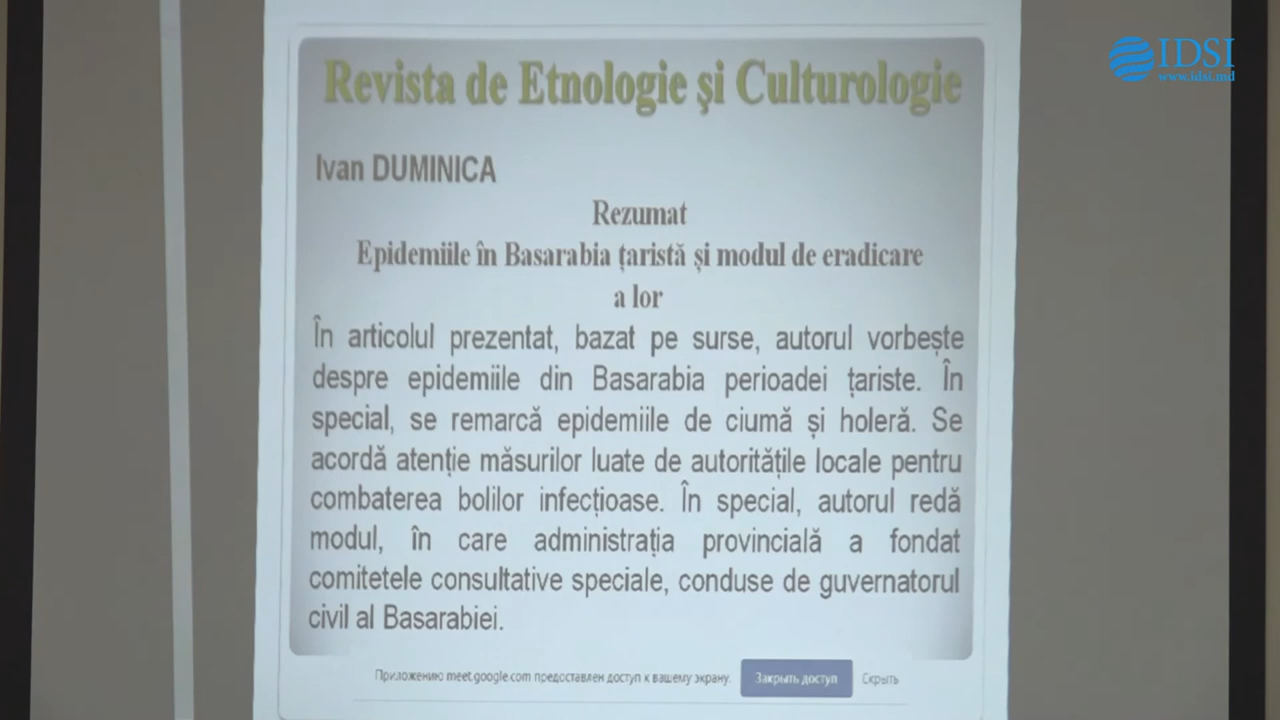 IDSI
www.idsi.md
Revista de Etnologie şi Culturologie
Ivan DUMINICA
Rezumat
Epidemiile în Basarabia țaristă și modul de eradicare
a lor
În articolul prezentat, bazat pe surse, autorul vorbește
despre epidemiile din Basarabia perioadei țariste. În
special, se remarcă epidemiile de ciumă și holeră. Se
acordă atenție măsurilor luate de autoritățile locale pentru
combaterea bolilor infecțioase. În special, autorul redă
modul, în care administrația provincială a fondat
comitetele consultative speciale, conduse de guvernatorul
civil al Basarabiei.
Приложению meet.google.com предоставлен доступ к вашему экрану. Закрыть доступ Скрыть